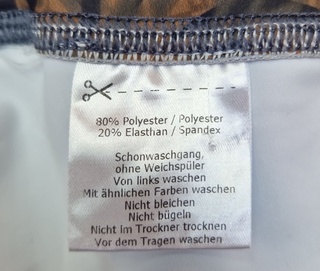 80% Polyester / Polyester
20% Elasthan / Spandex
Schonwaschgang,
ohne Weichspüler
Von links waschen
Mit ähnlichen Farben waschen
Nicht bleichen
Nicht bügeln
Nicht im Trockner trocknen
Vor dem Tragen waschen